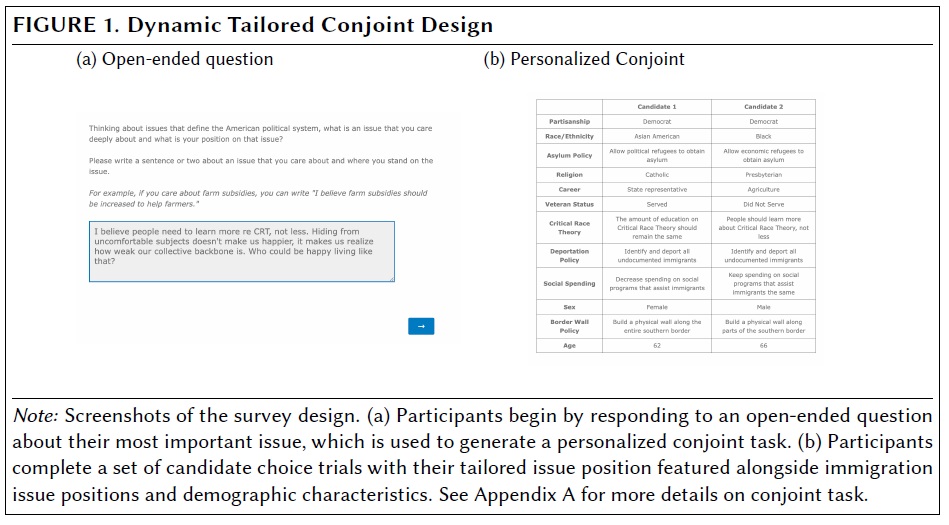 FIGURE 1. Dynamic Tailored Conjoint Design
(a) Open-ended question
Thinking about issues that define the American political system, what is an issue that you care
deeply about and what is your position on that issue?
Please write a sentence or two about an issue that you care about and where you stand on the
issue.
For example, if you care about farm subsidies, you can write "I believe farm subsidies should
be increased to help farmers."
I believe people need to learn more re CRT, not less. Hiding from
uncomfortable subjects doesn't make us happier, it makes us realize
how weak our collective backbone is. Who could be happy living like
that?
→
(b) Personalized Conjoint
Candidate 1 Candidate 2
Partisanship Democrat Democrat
Race/Ethnicity Asian American Black
Asylum Policy Allow political refugees to obtain asylum Allow economic refugees to obtain asylum
Religion Catholic Presbyterian
Career State representative Agriculture
Veteran Status Served Did Not Serve
Critical Race Theory The amount of education on Critical Race Theory should remain the same People should learn more about Critical Race Theory, not less
Deportation Policy Identify and deport all undocumented immigrants Identify and deport all undocumented immigrants
Social Spending Decrease spending on social programs that assist immigrants Keep spending on social programs that assist immigrants the same
Sex Female Male
Border Wall Policy Build a physical wall along the entire southern border Build a physical wall along parts of the southern border
Age 62 66
Note: Screenshots of the survey design. (a) Participants begin by responding to an open-ended question
about their most important issue, which is used to generate a personalized conjoint task. (b) Participants
complete a set of candidate choice trials with their tailored issue position featured alongside immigration
issue positions and demographic characteristics. See Appendix A for more details on conjoint task.